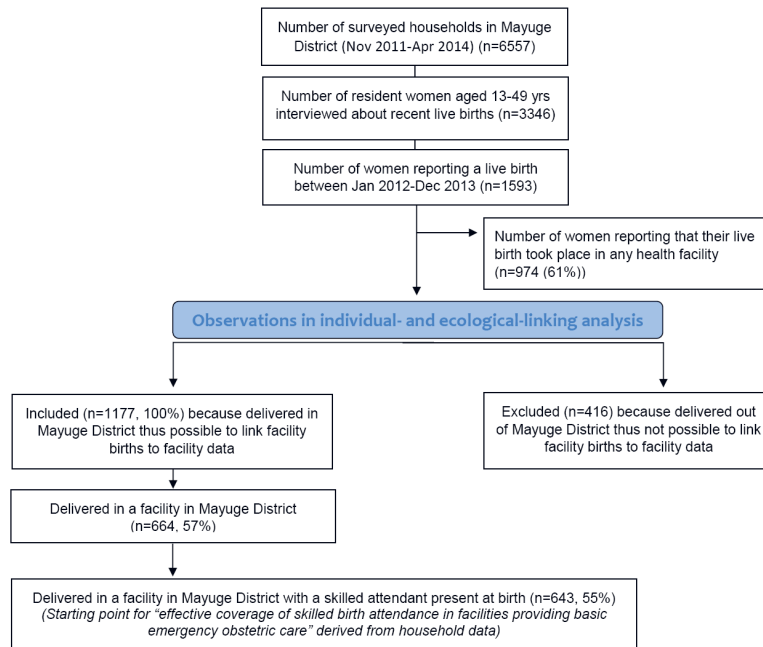 Number of surveyed households in Mayuge
District (Nov 2011-Apr 2014) (n=6557)
Number of resident women aged 13-49 yrs
interviewed about recent live births (n=3346)
Number of women reporting a live birth
between Jan 2012-Dec 2013 (n=1593)
Number of women reporting that their live
birth took place in any health facility
(n=974 (61%))
Observations in individual- and ecological-linking analysis
Included (n=1177, 100%) because delivered in
Mayuge District thus possible to link facility
births to facility data
Excluded (n=416) because delivered out
of Mayuge District thus not possible to link
facility births to facility data
Delivered in a facility in Mayuge District
(n=664, 57%)
Delivered in a facility in Mayuge District with a skilled attendant present at birth (n=643, 55%)
(Starting point for “effective coverage of skilled birth attendance in facilities providing basic
emergency obstetric care” derived from household data)